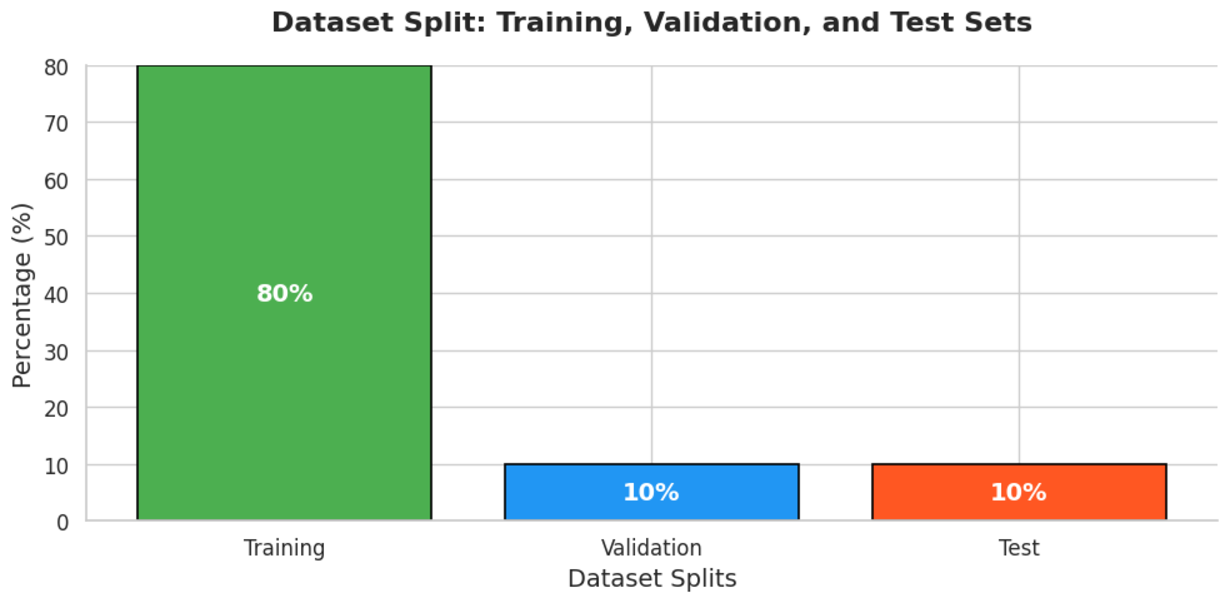 Dataset Split: Training, Validation, and Test Sets
Percentage (%)
80
70
60
50
40
30
20
10
0
80%
10%
10%
Training
Validation
Test
Dataset Splits